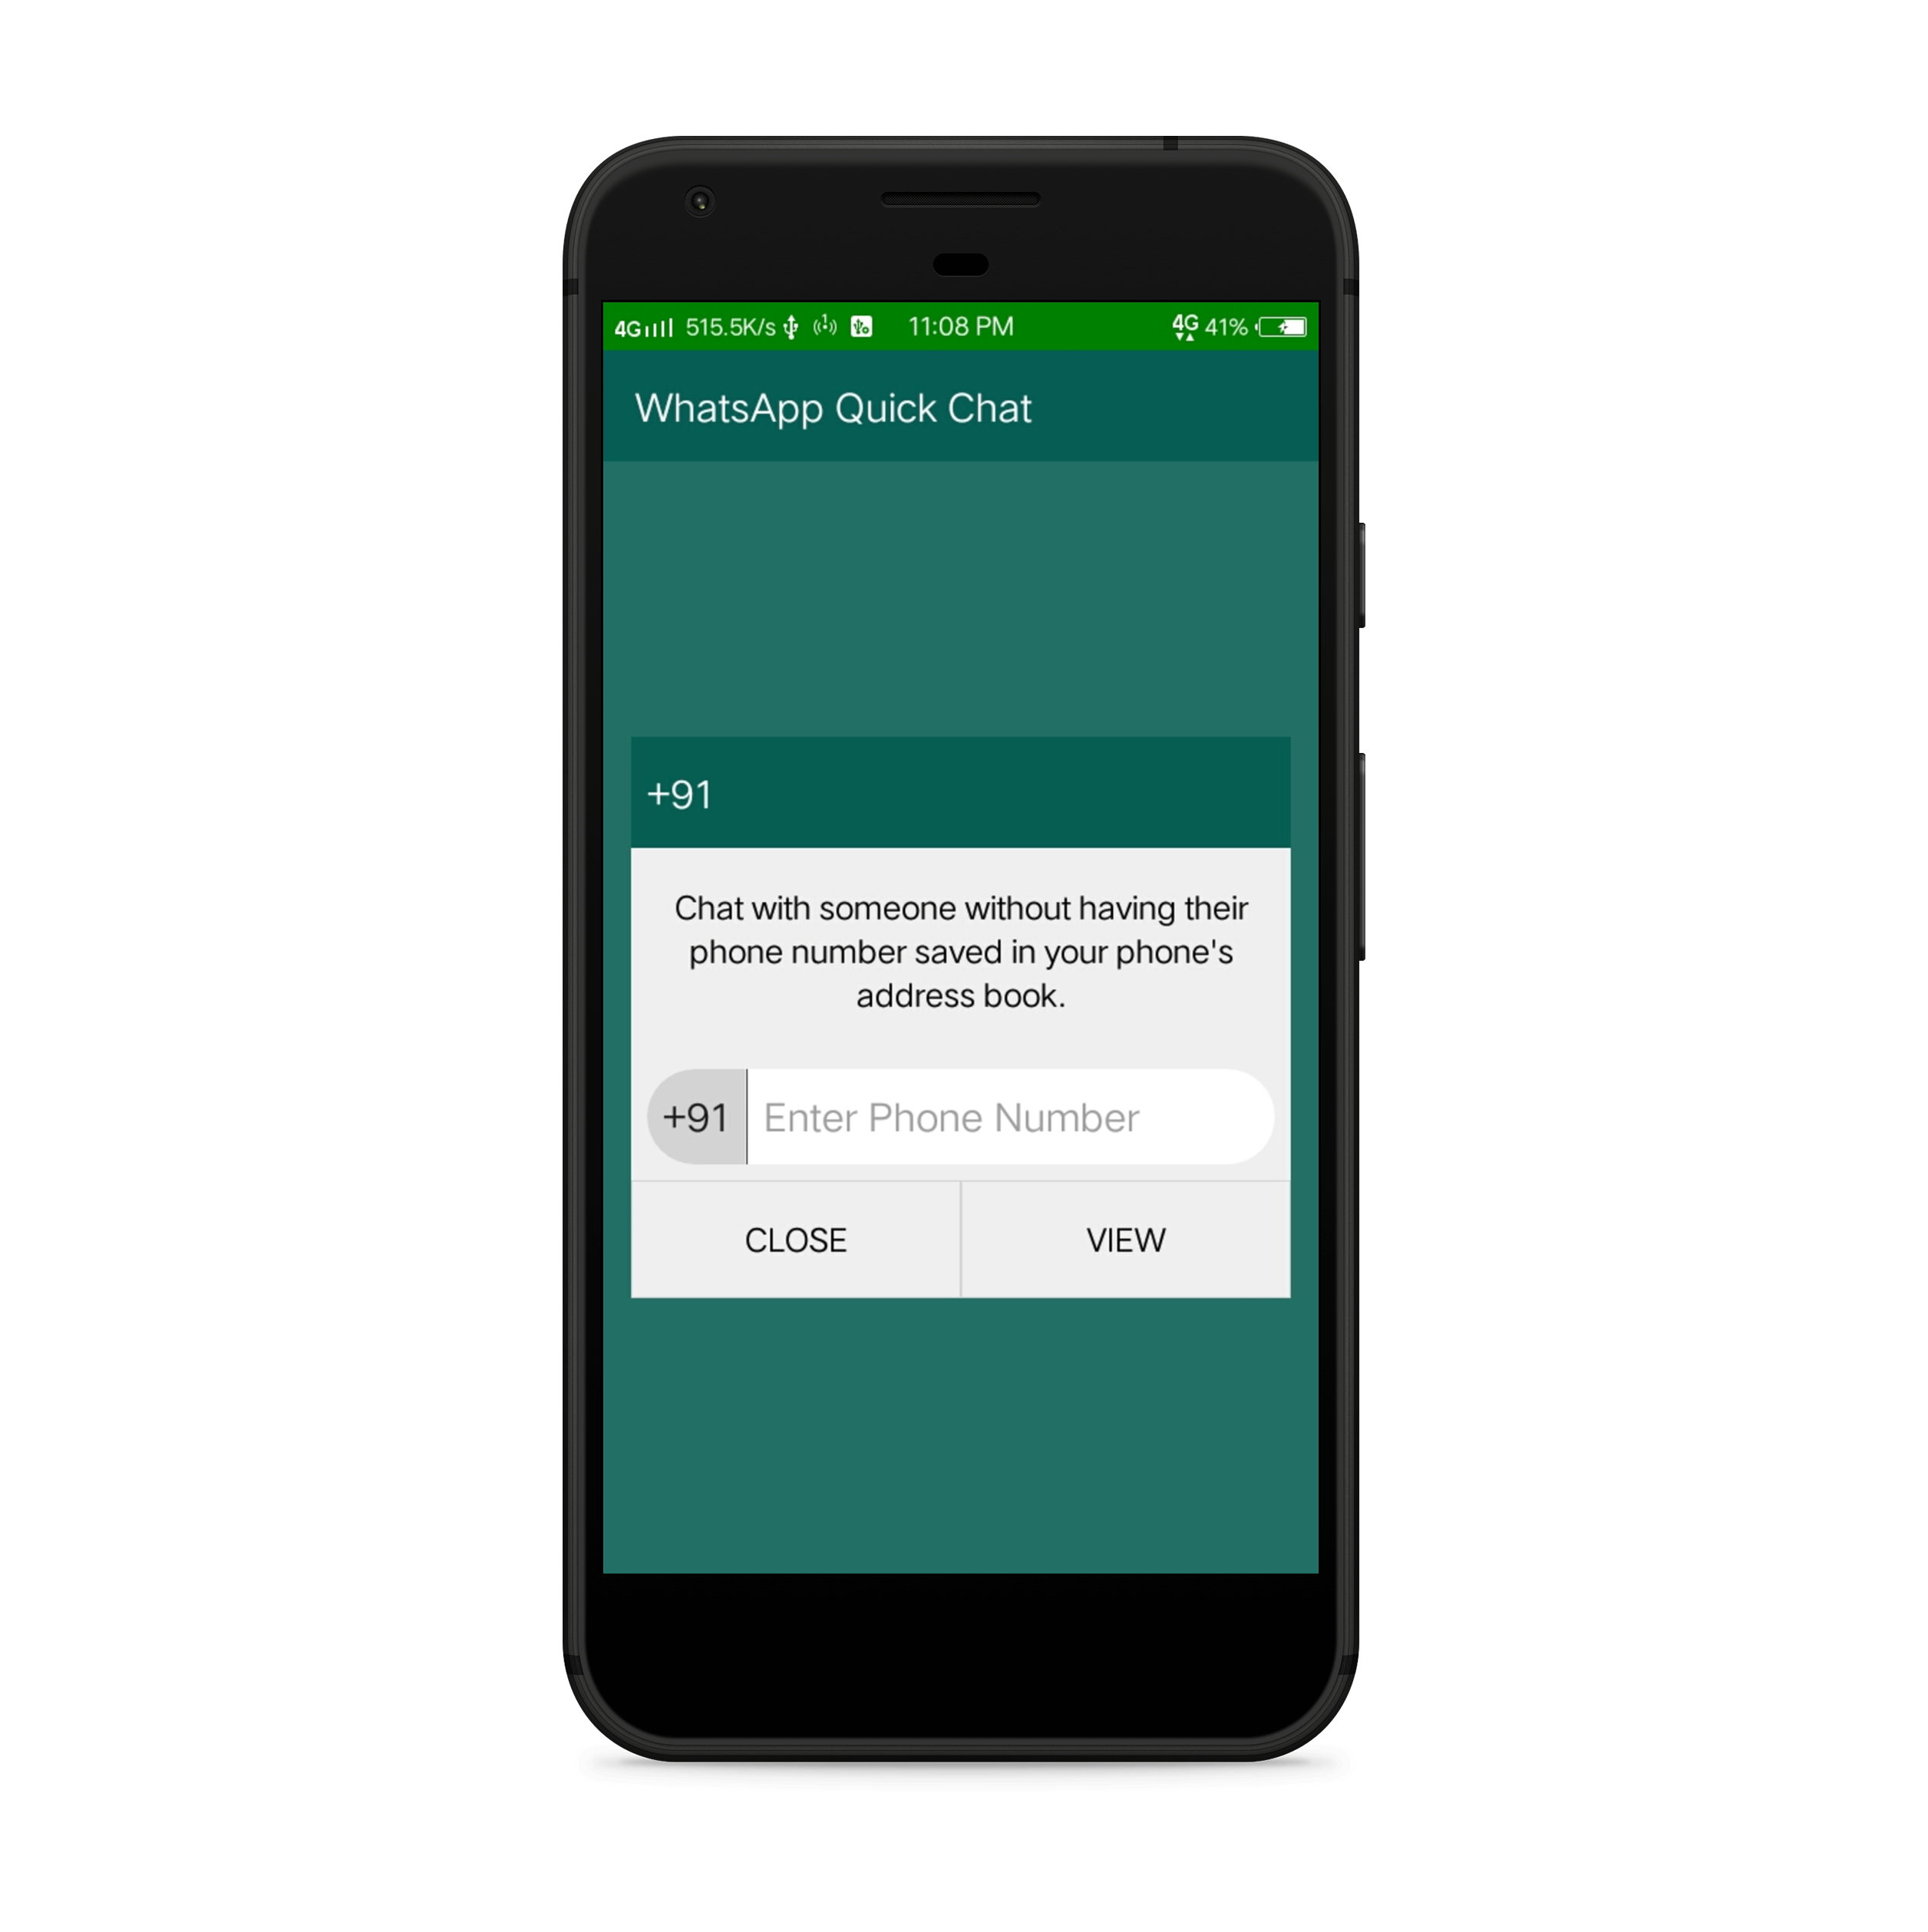 4G 515.5K/s 11:08 PM 4G 41%
WhatsApp Quick Chat
+91
Chat with someone without having their
phone number saved in your phone's
address book.
+91 Enter Phone Number
CLOSE VIEW